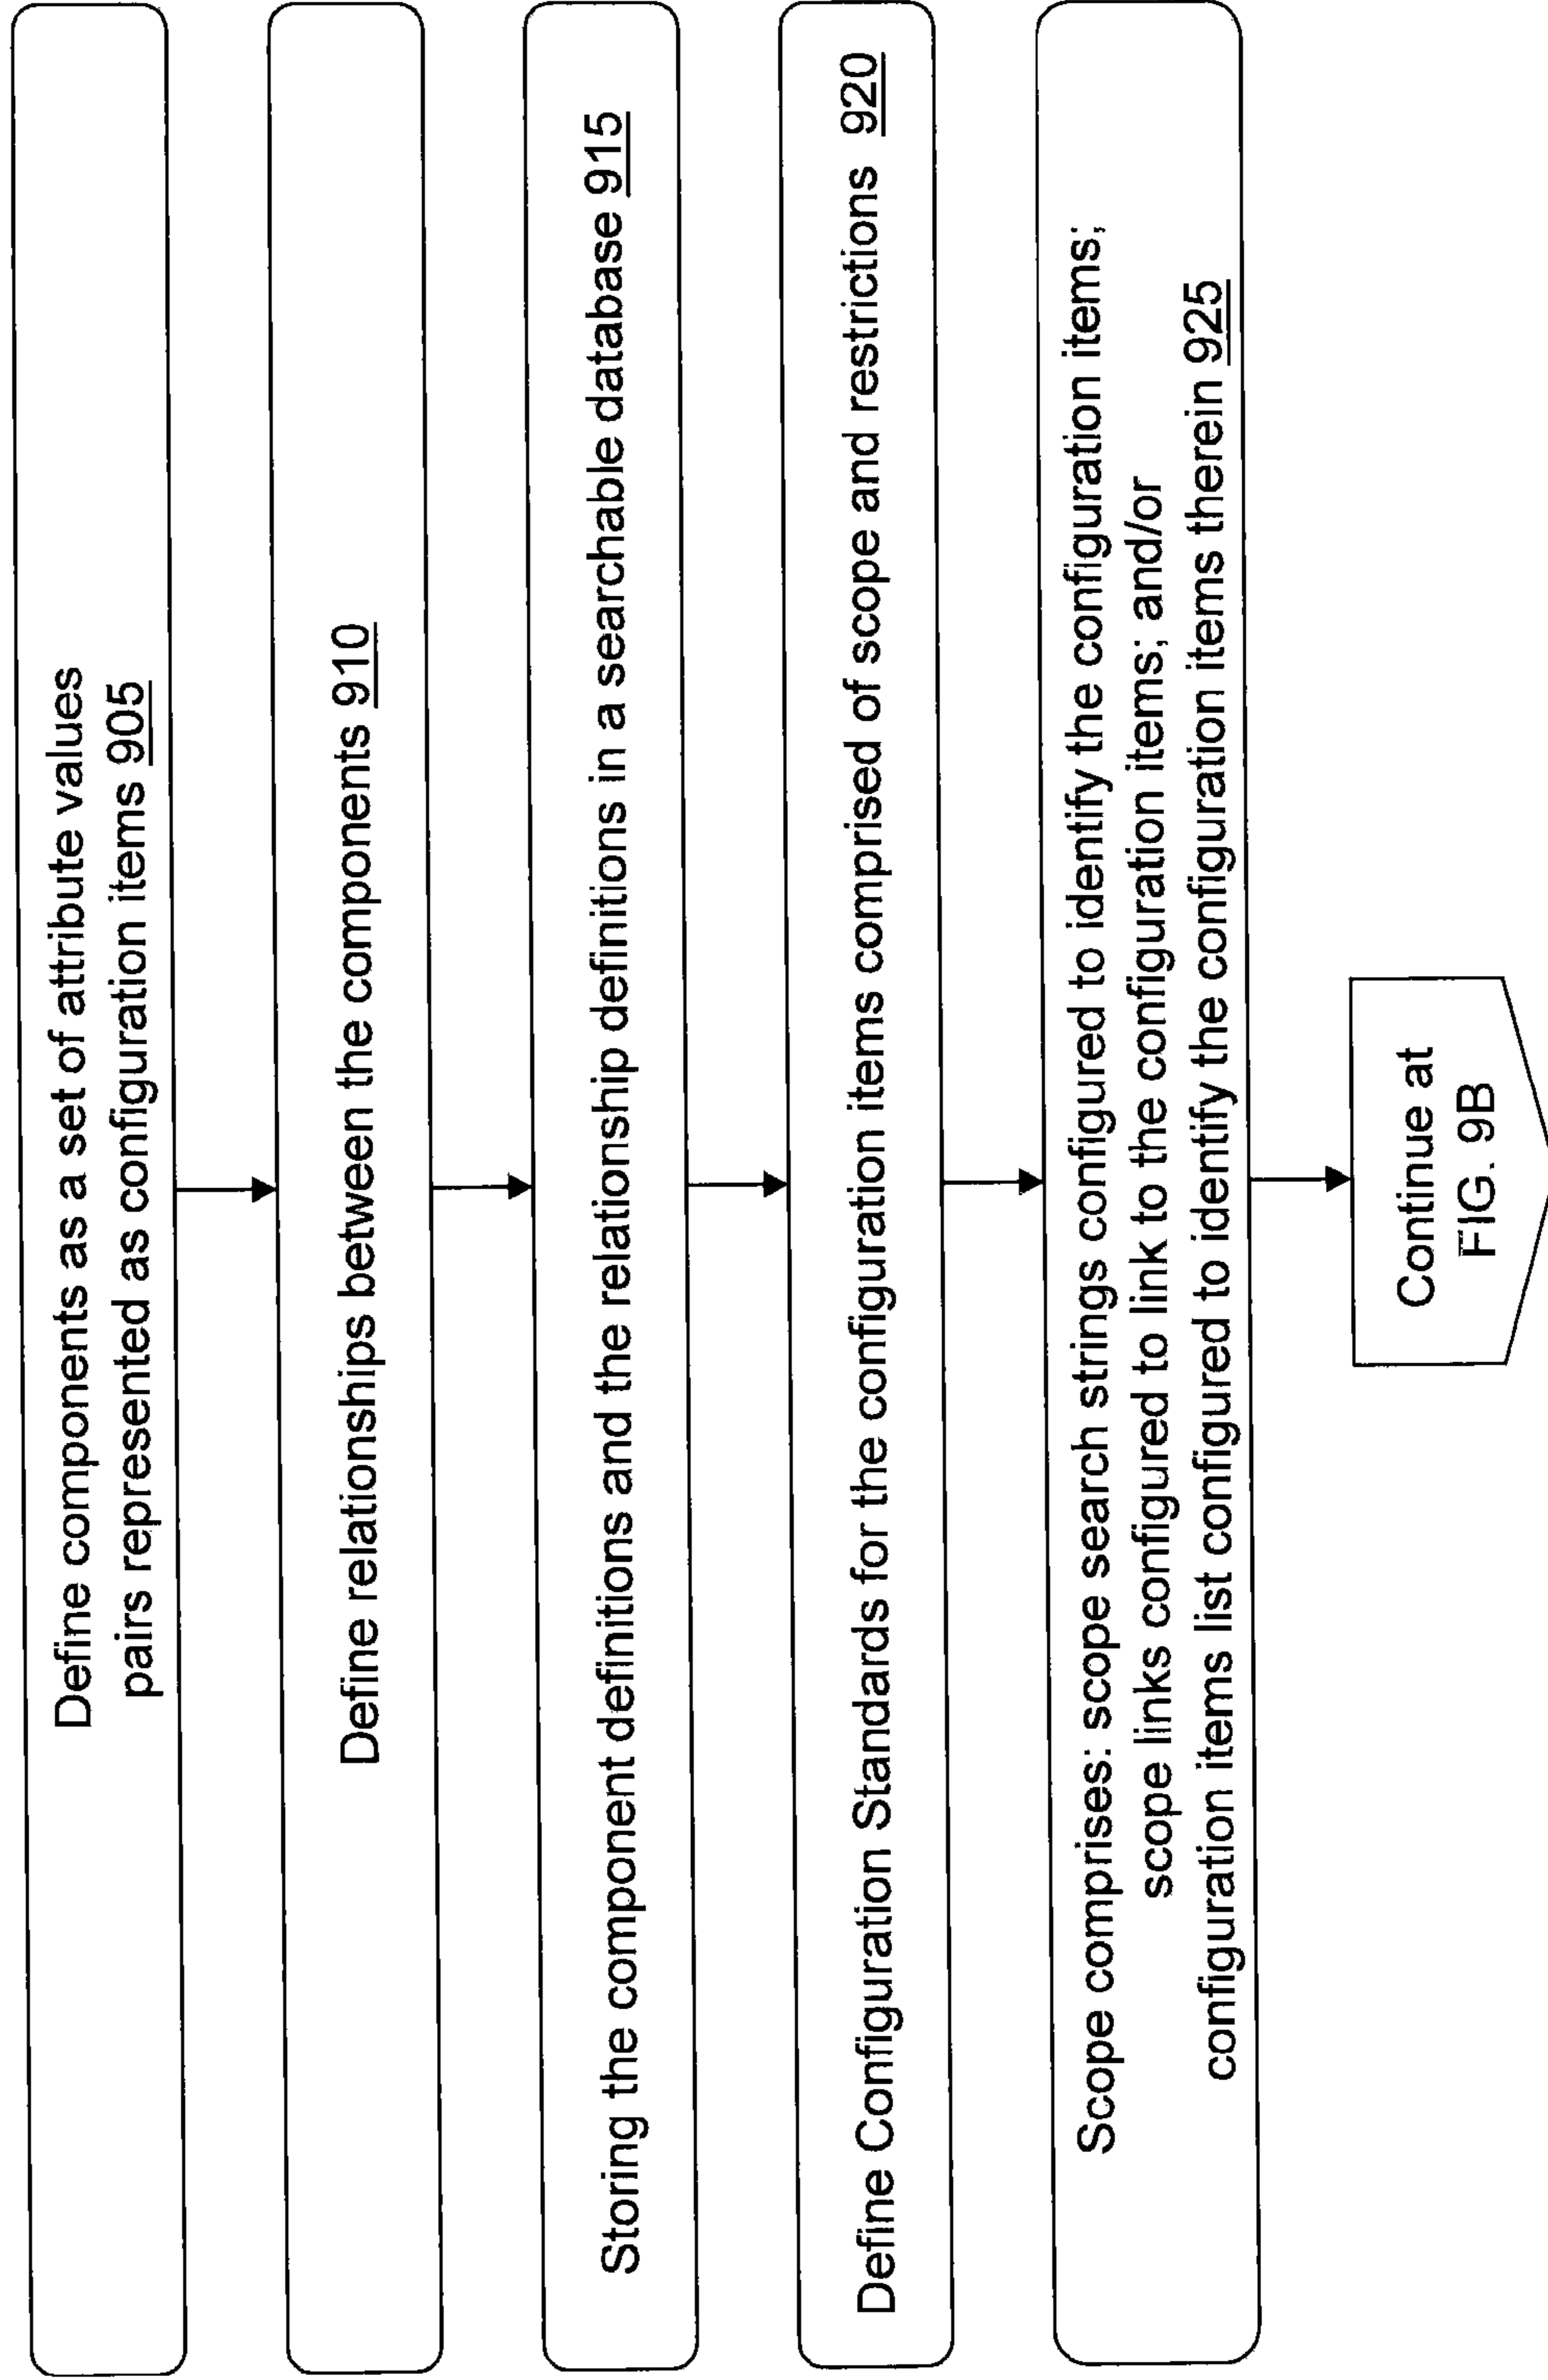 Define components as a set of attribute values
pairs represented as configuration items 905
Define relationships between the components 910
Storing the component definitions and the relationship definitions in a searchable database 915
Define Configuration Standards for the configuration items comprised of scope and restrictions 920
Scope comprises: scope search strings configured to identify the configuration items;
scope links configured to link to the configuration items; and/or
configuration items list configured to identify the configuration items therein 925
Continue at
FIG. 9B